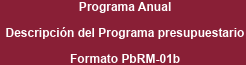 Programa Anual
Descripción del Programa presupuestario
Formato PbRM-01b